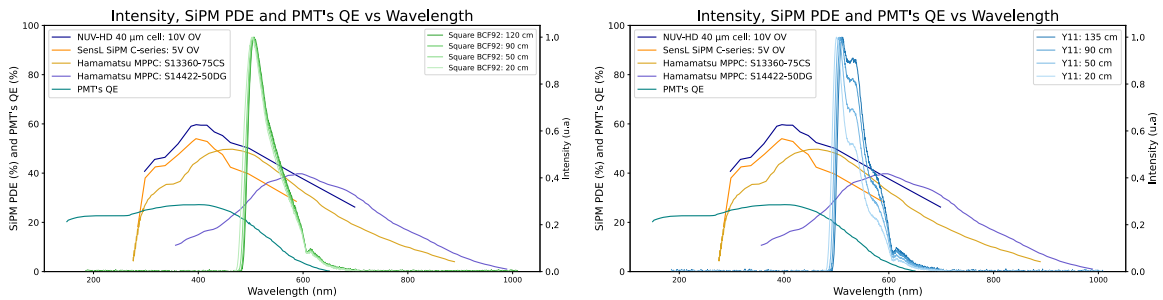 Intensity, SiPM PDE and PMT's QE vs Wavelength
NUV-HD 40 μm cell: 10V OV
SensL SiPM C-series: 5V OV
Hamamatsu MPPC: S13360-75CS
Hamamatsu MPPC: S14422-50DG
PMT's QE
Square BCF92: 120 cm
Square BCF92: 90 cm
Square BCF92: 50 cm
Square BCF92: 20 cm
SiPM PDE (%) and PMT's QE (%)
100
80
60
40
20
0
200
400
600
800
1000
Wavelength (nm)
1,0
0,8
0,6
0,4
0,2
0,0
Intensity (u.a)
Intensity, SiPM PDE and PMT's QE vs Wavelength
NUV-HD 40 μm cell: 10V OV
SensL SiPM C-series: 5V OV
Hamamatsu MPPC: S13360-75CS
Hamamatsu MPPC: S14422-50DG
PMT's QE
Y11: 135 cm
Y11: 90 cm
Y11: 50 cm
Y11: 20 cm
SiPM PDE (%) and PMT's QE (%)
100
80
60
40
20
0
200
400
600
800
1000
Wavelength (nm)
1,0
0,8
0,6
0,4
0,2
0,0
Intensity (u.a)